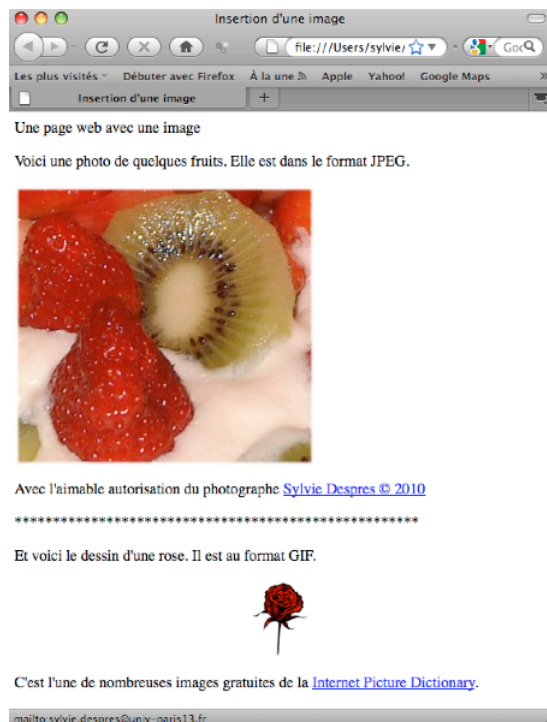 Insertion d'une image
file:///Users/sylvie/
Les plus visités Débuter avec Firefox À la une Apple Yahoo! Google Maps »
Insertion d'une image +
Une page web avec une image
Voici une photo de quelques fruits. Elle est dans le format JPEG.
Avec l'aimable autorisation du photographe Sylvie Despres © 2010
*****************************************************
Et voici le dessin d'une rose. Il est au format GIF.
C'est l'une de nombreuses images gratuites de la Internet Picture Dictionary.
mailto:sylvie.despres@univ-paris13.fr